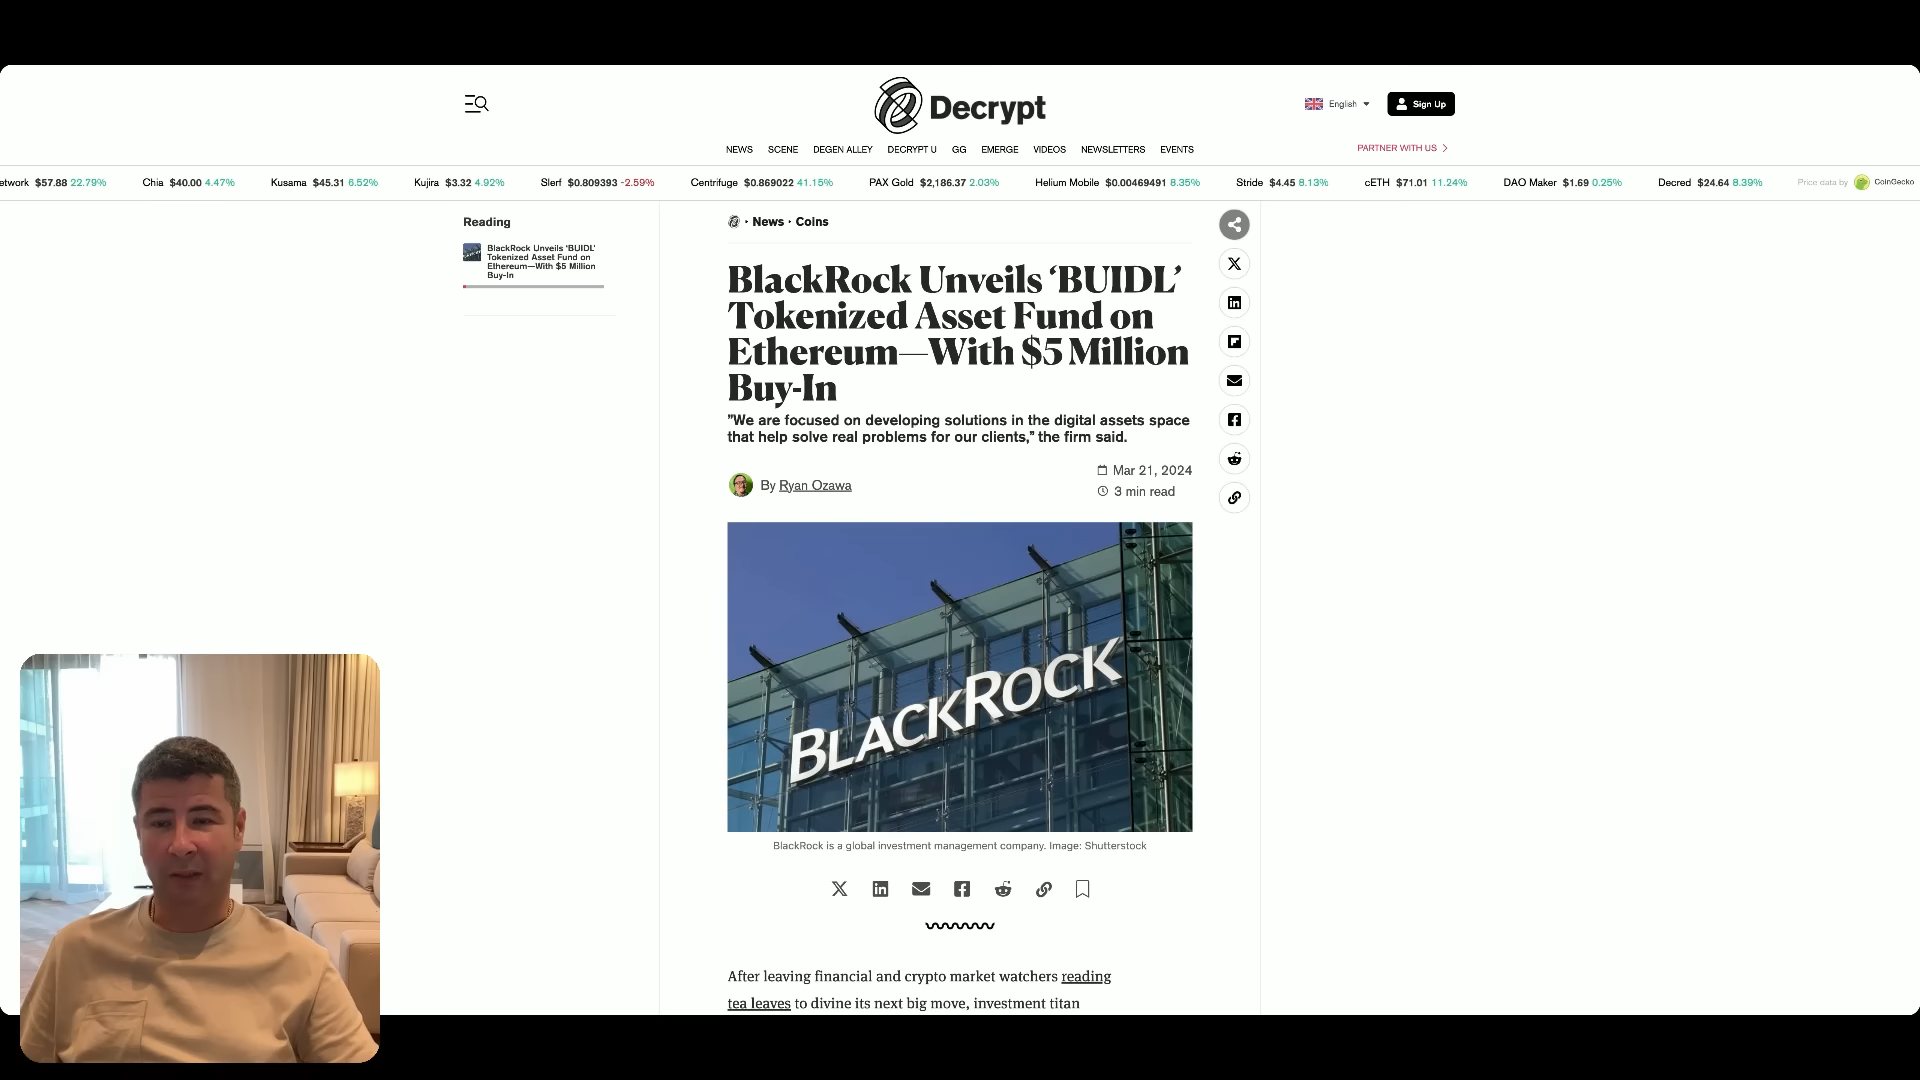 Decrypt
English
Sign Up
NEWS SCENE DEGEN ALLEY DECRYPT U GG EMERGE VIDEOS NEWSLETTERS EVENTS
PARTNER WITH US
etwork $57.88 22.79% Chia $40.00 4.47% Kusama $45.31 6.52% Kujira $3.32 4.92% Slerf $0.809393 -2.59% Centrifuge $0.869022 41.15% PAX Gold $2,186.37 2.03% Helium Mobile $0.00469491 8.35% Stride $4.45 8.13% cETH $71.01 11.24% DAO Maker $1.69 0.25% Decred $24.64 8.39% Price data by CoinGecko
Reading
BlackRock Unveils ‘BUIDL’
Tokenized Asset Fund on
Ethereum—With $5 Million
Buy-In
· News · Coins
BlackRock Unveils ‘BUIDL’
Tokenized Asset Fund on
Ethereum—With $5 Million
Buy-In
"We are focused on developing solutions in the digital assets space
that help solve real problems for our clients,” the firm said.
By Ryan Ozawa
Mar 21, 2024
3 min read
BLACKROCK
BlackRock is a global investment management company. Image: Shutterstock
After leaving financial and crypto market watchers reading
tea leaves to divine its next big move, investment titan